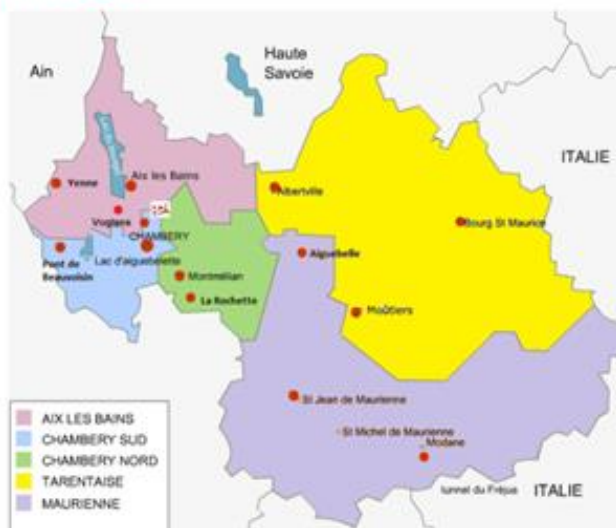 Ain
Haute
Savoie
ITALIE
Yenne
Aix les Bains
Albertville
Voglans
CHAMBERY
Bourg St Maurice
Pont de
Beauvoisin
Lac d'aiguebelette
Aiguebelle
Montmélian
La Rochette
Moûtiers
St Jean de Maurienne
St Michel de Maurienne
Modane
tunnel du Fréjus
ITALIE
AIX LES BAINS
CHAMBERY SUD
CHAMBERY NORD
TARENTAISE
MAURIENNE